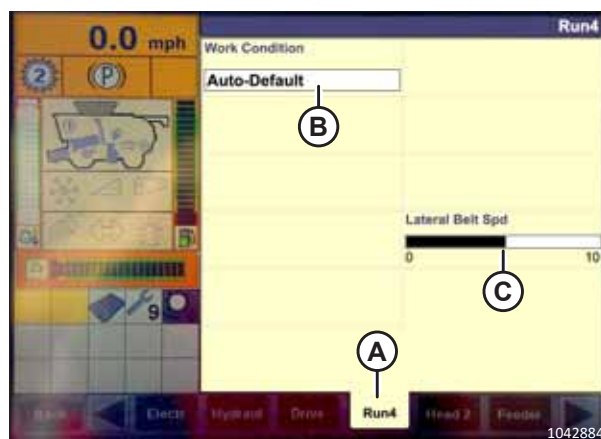 Run4
0.0 mph
Work Condition
2
P
Auto-Default
B
Lateral Belt Spd
0
10
C
9
A
Back
Electr
Hydraul
Drive
Run4
Head 2
Feeder
1042884